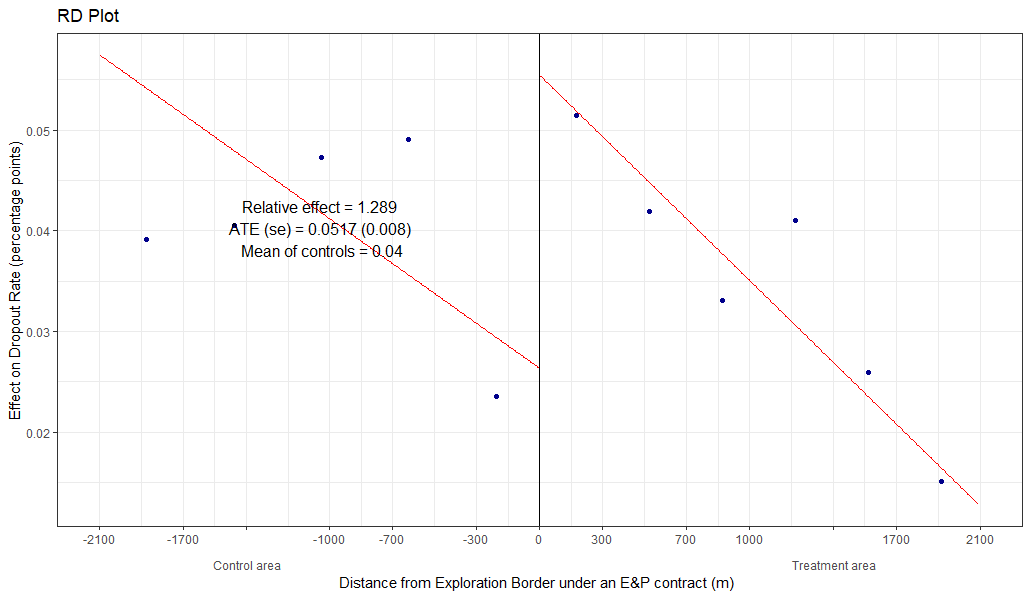 RD Plot
Effect on Dropout Rate (percentage points)
0.05
0.04
0.03
0.02
Relative effect = 1.289
ATE (se) = 0.0517 (0.008)
Mean of controls = 0.04
-2100 -1700 -1000 -700 -300 0 300 700 1000 1700 2100
Control area Treatment area
Distance from Exploration Border under an E&P contract (m)